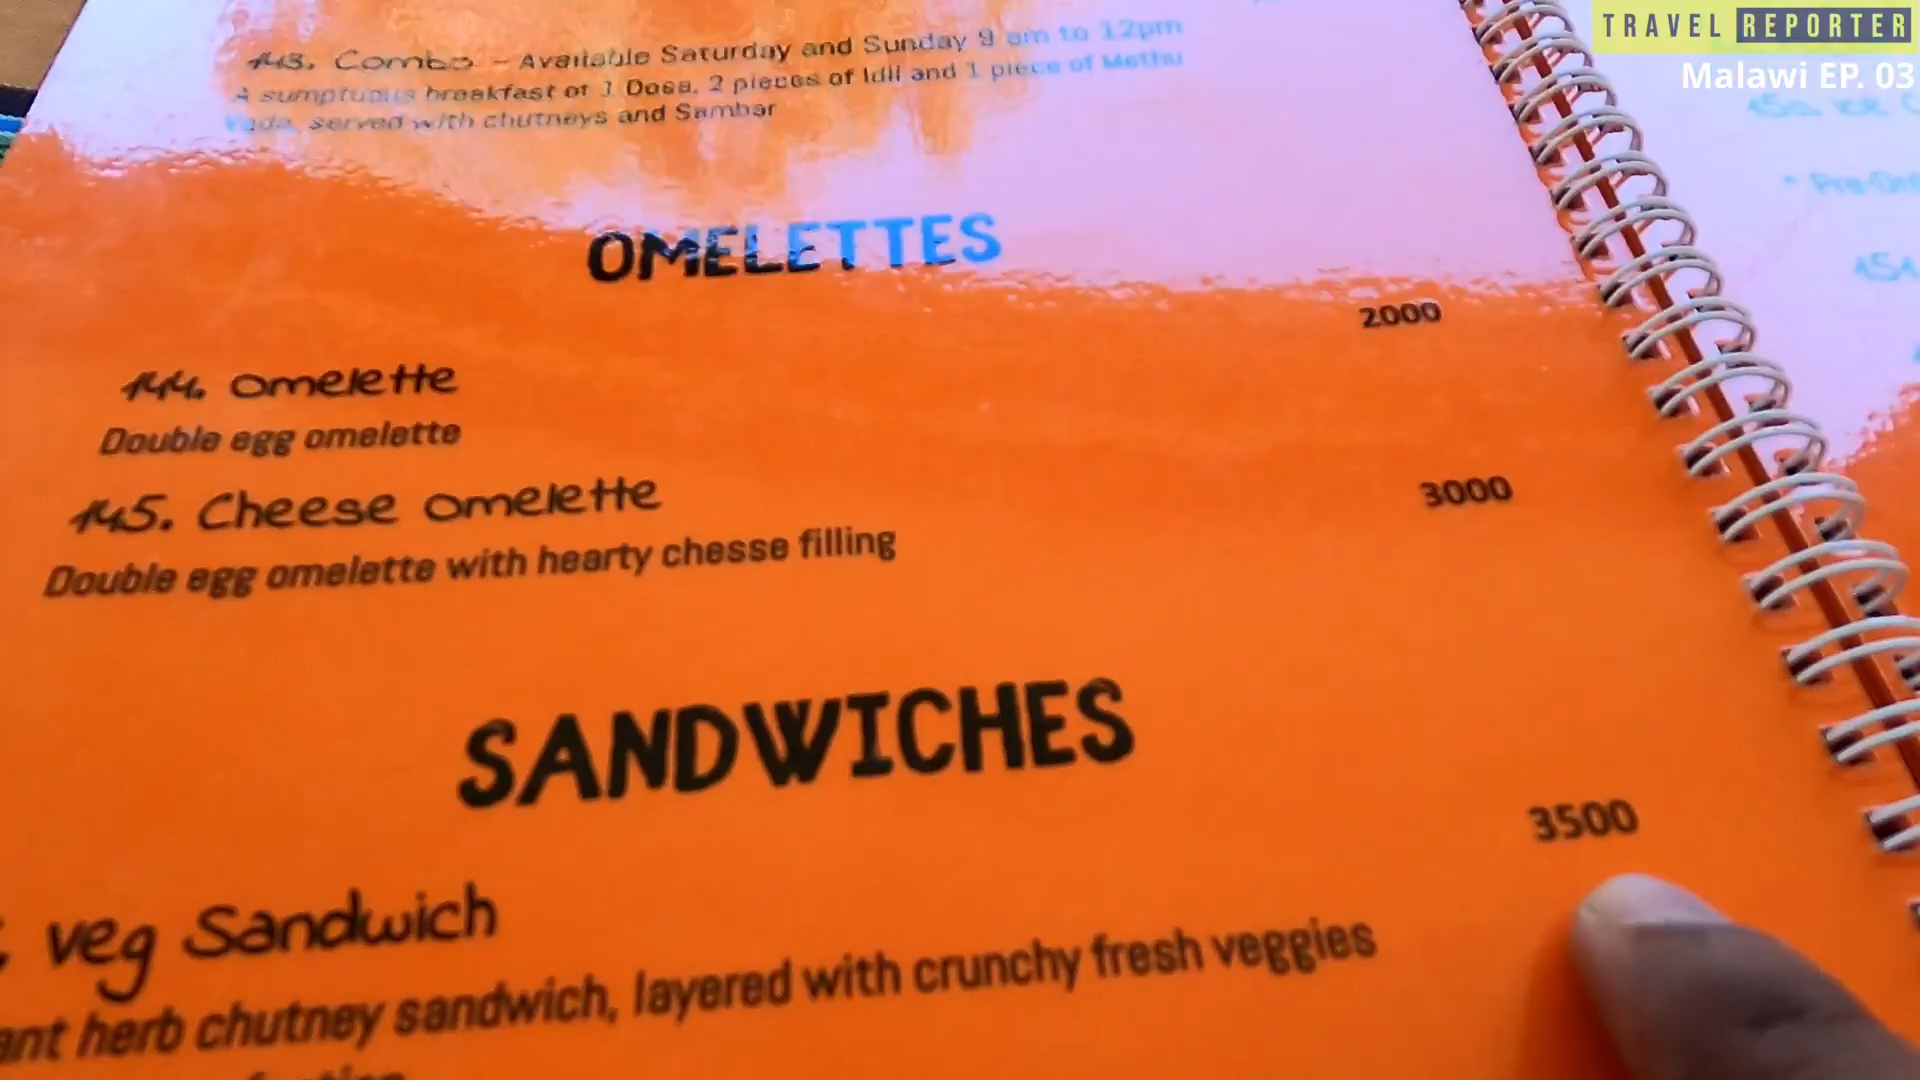 TRAVEL REPORTER
Malawi EP. 03
143. Combo – Available Saturday and Sunday 9 am to 12pm
A sumptuous breakfast of 1 Dosa, 2 pieces of Idli and 1 piece of Methu
Vada, served with chutneys and Sambar
OMELETTES
144. Omelette 2000
Double egg omelette
145. Cheese Omelette 3000
Double egg omelette with hearty chesse filling
SANDWICHES
veg Sandwich 3500
herb chutney sandwich, layered with crunchy fresh veggies
151